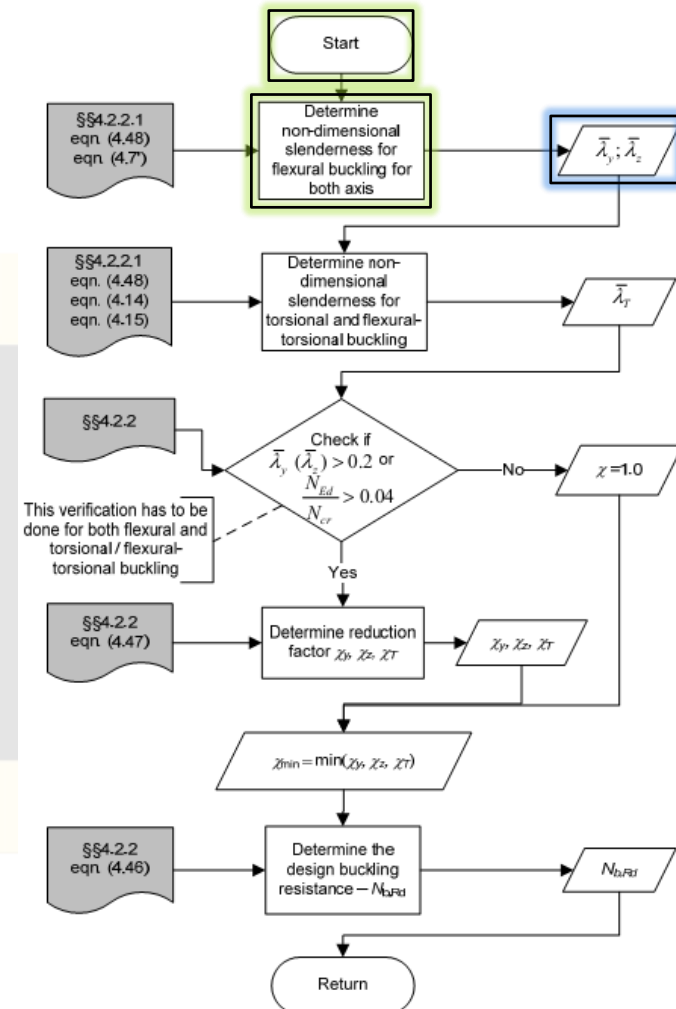 Start
§§4.2.2.1
eqn. (4.48)
eqn. (4.7')
Determine
non-dimensional
slenderness for
flexural buckling for
both axis
λ̅y ; λ̅z
§§4.2.2.1
eqn. (4.48)
eqn. (4.14)
eqn. (4.15)
Determine non-
dimensional
slenderness for
torsional and flexural-
torsional buckling
λ̅T
§§4.2.2
Check if
λ̅y (λ̅z) > 0.2 or
NEd
Ncr
> 0.04
No
χ =1.0
This verification has to be
done for both flexural and
torsional / flexural-
torsional buckling
Yes
§§4.2.2
eqn. (4.47)
Determine reduction
factor χy, χz, χT
χy, χz, χT
χmin = min(χy, χz, χT)
§§4.2.2
eqn. (4.46)
Determine the
design buckling
resistance – Nb,Rd
Nb,Rd
Return